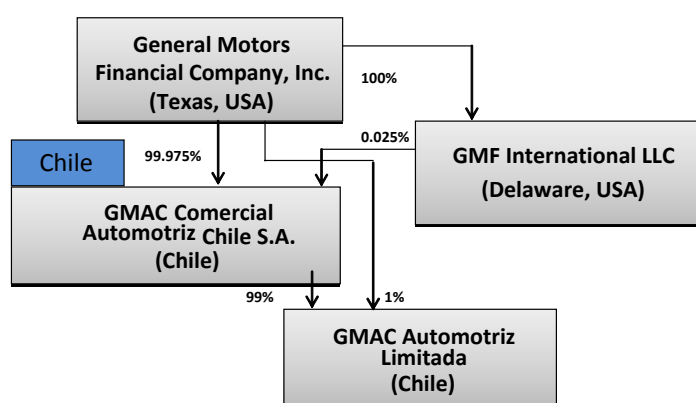 General Motors
Financial Company, Inc.
(Texas, USA)
100%
0.025%
99.975%
GMF International LLC
(Delaware, USA)
Chile
GMAC Comercial
Automotriz Chile S.A.
(Chile)
99%
1%
GMAC Automotriz
Limitada
(Chile)